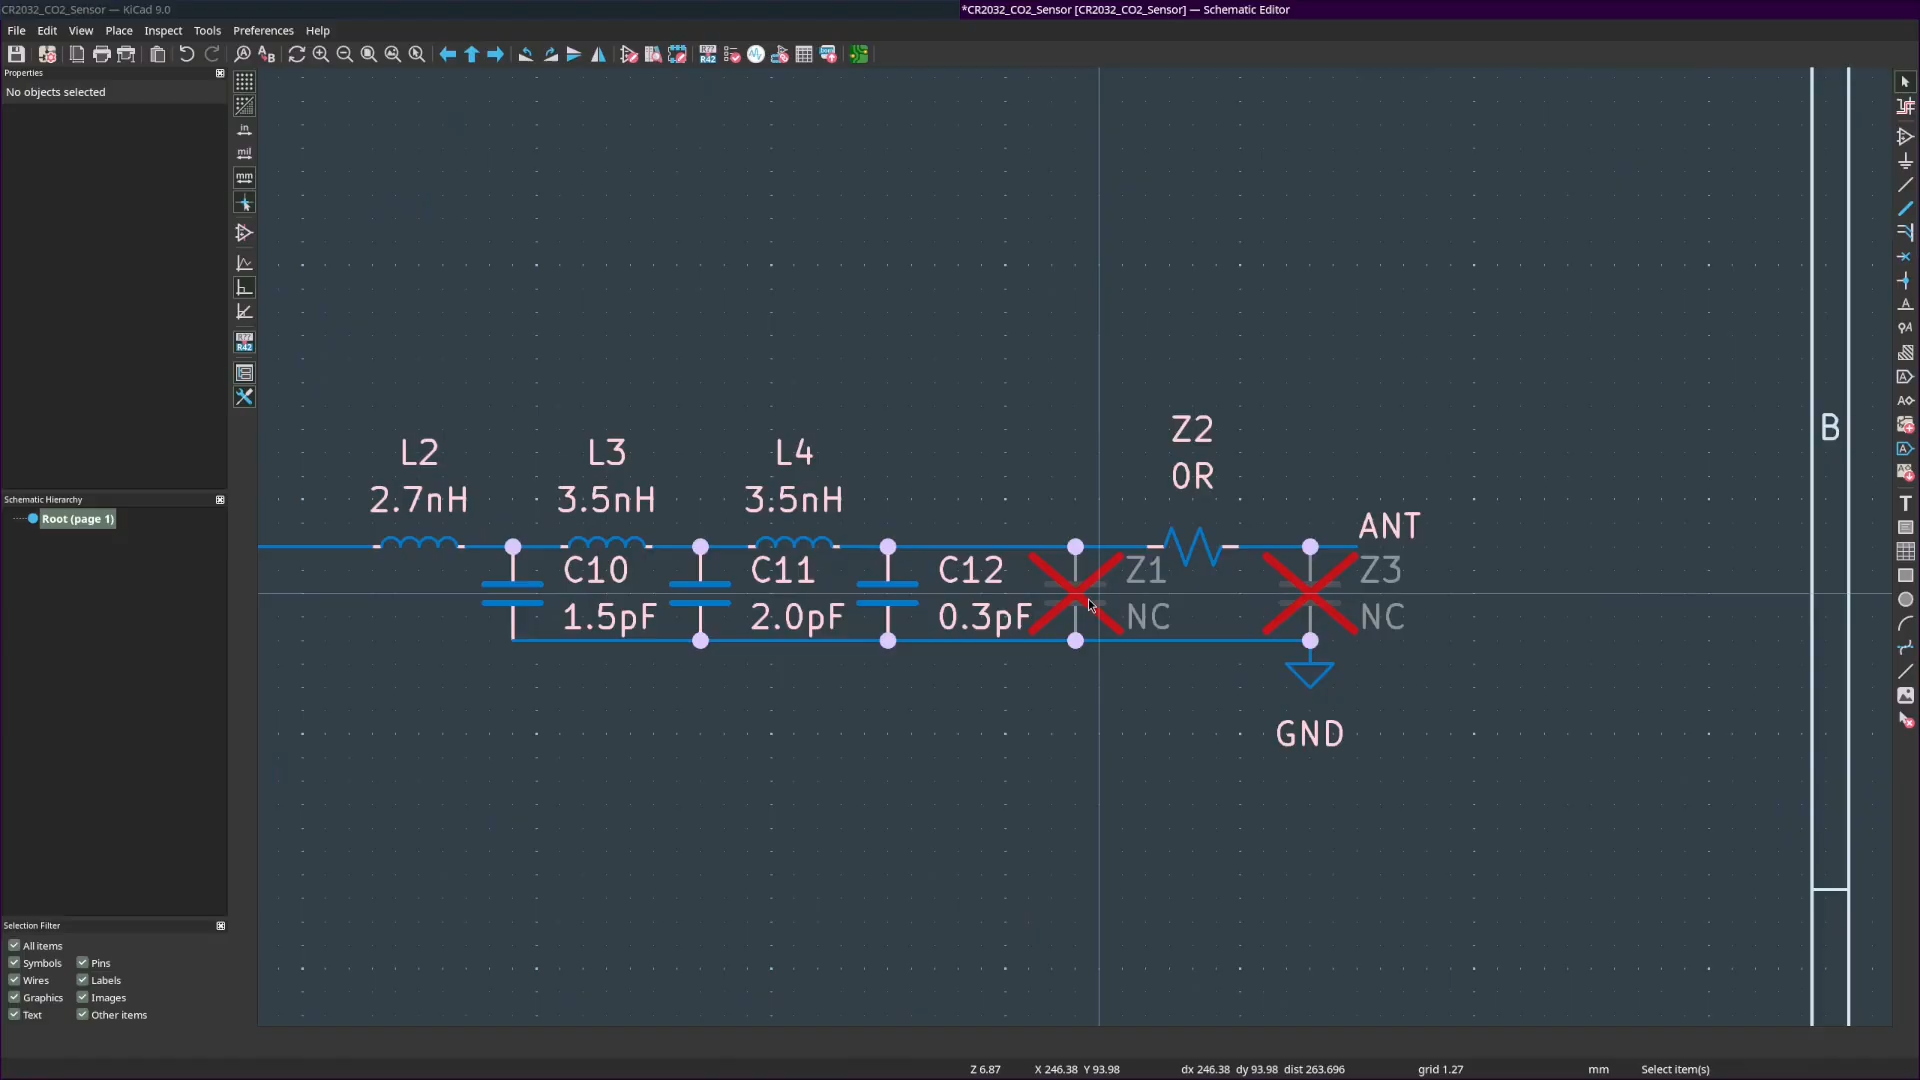 CR2032_CO2_Sensor — KiCad 9.0
*CR2032_CO2_Sensor [CR2032_CO2_Sensor] — Schematic Editor
File Edit View Place Inspect Tools Preferences Help
Properties
No objects selected
in
mil
mm
R??
R42
L2
2.7nH
L3
3.5nH
L4
3.5nH
Z2
0R
ANT
C10
1.5pF
C11
2.0pF
C12
0.3pF
Z1
NC
Z3
NC
GND
B
Schematic Hierarchy
Root (page 1)
Selection Filter
All items
Symbols Pins
Wires Labels
Graphics Images
Text Other items
Z 6.87 X 246.38 Y 93.98 dx 246.38 dy 93.98 dist 263.696 grid 1.27 mm Select item(s)